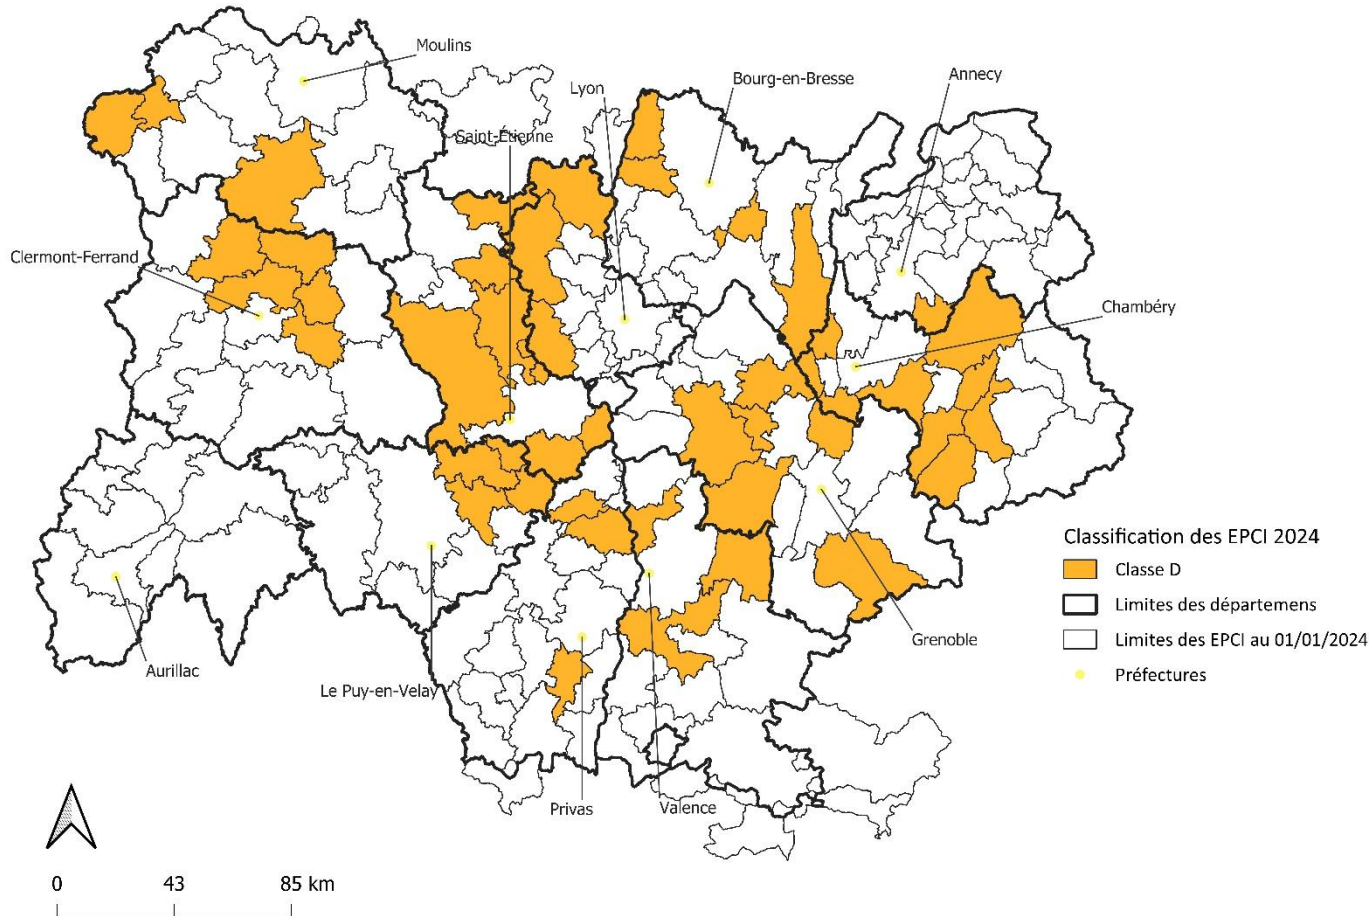 Moulins
Bourg-en-Bresse
Annecy
Lyon
Saint-Étienne
Clermont-Ferrand
Chambéry
Classification des EPCI 2024
Classe D
Limites des départemens
Limites des EPCI au 01/01/2024
Préfectures
Grenoble
Aurillac
Le Puy-en-Velay
Privas
Valence
0 43 85 km